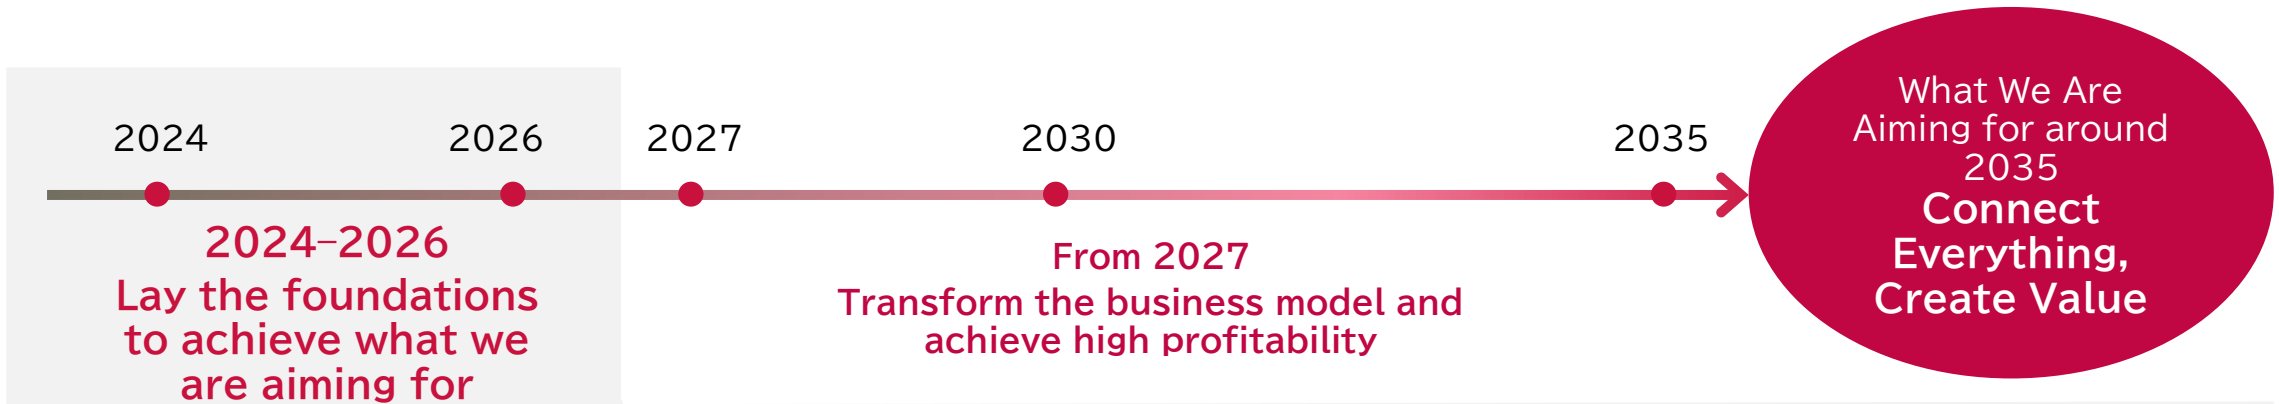 2024
2026
2027
2030
2035
2024–2026
Lay the foundations
to achieve what we
are aiming for
From 2027
Transform the business model and
achieve high profitability
What We Are
Aiming for around
2035
Connect
Everything,
Create Value